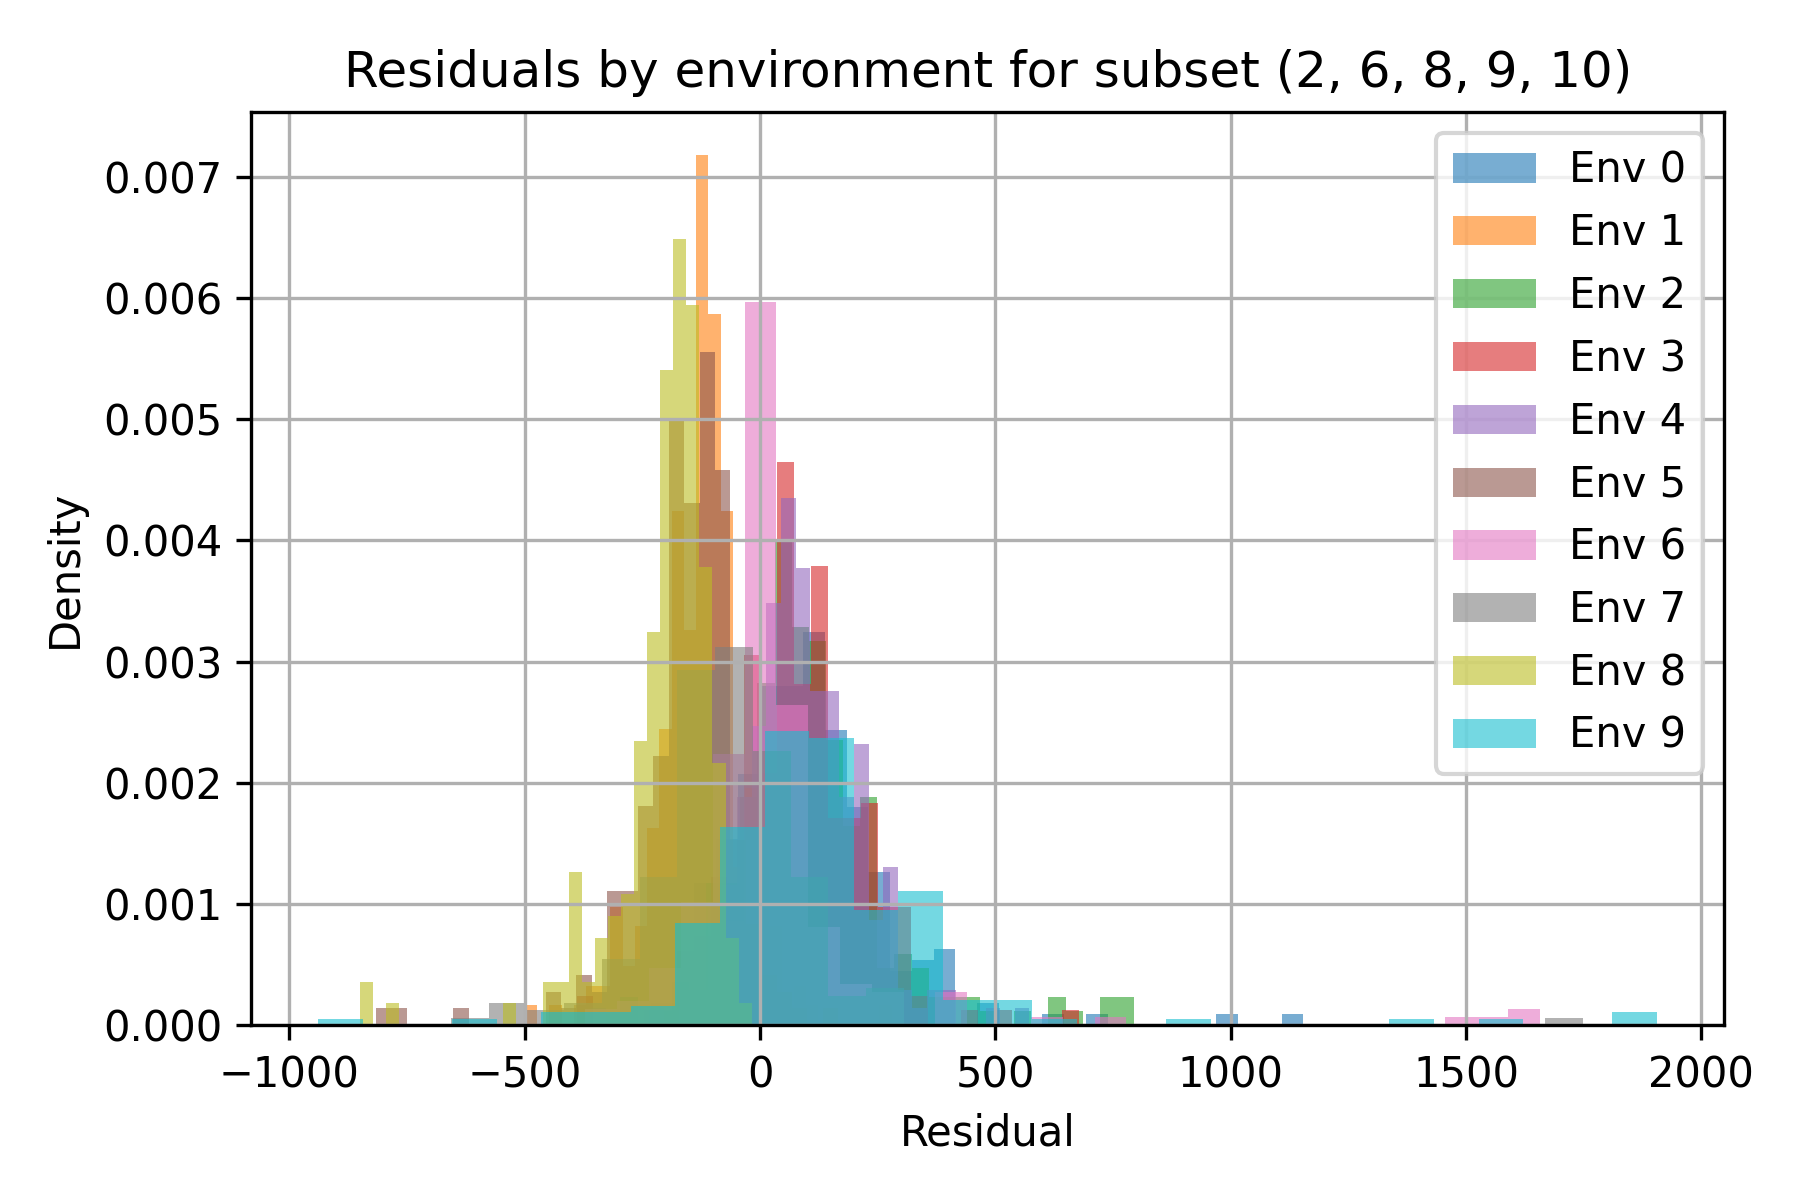 Residuals by environment for subset (2, 6, 8, 9, 10)
0.007
0.006
0.005
0.004
0.003
0.002
0.001
0.000
Density
−1000
−500
0
500
1000
1500
2000
Residual
Env 0
Env 1
Env 2
Env 3
Env 4
Env 5
Env 6
Env 7
Env 8
Env 9